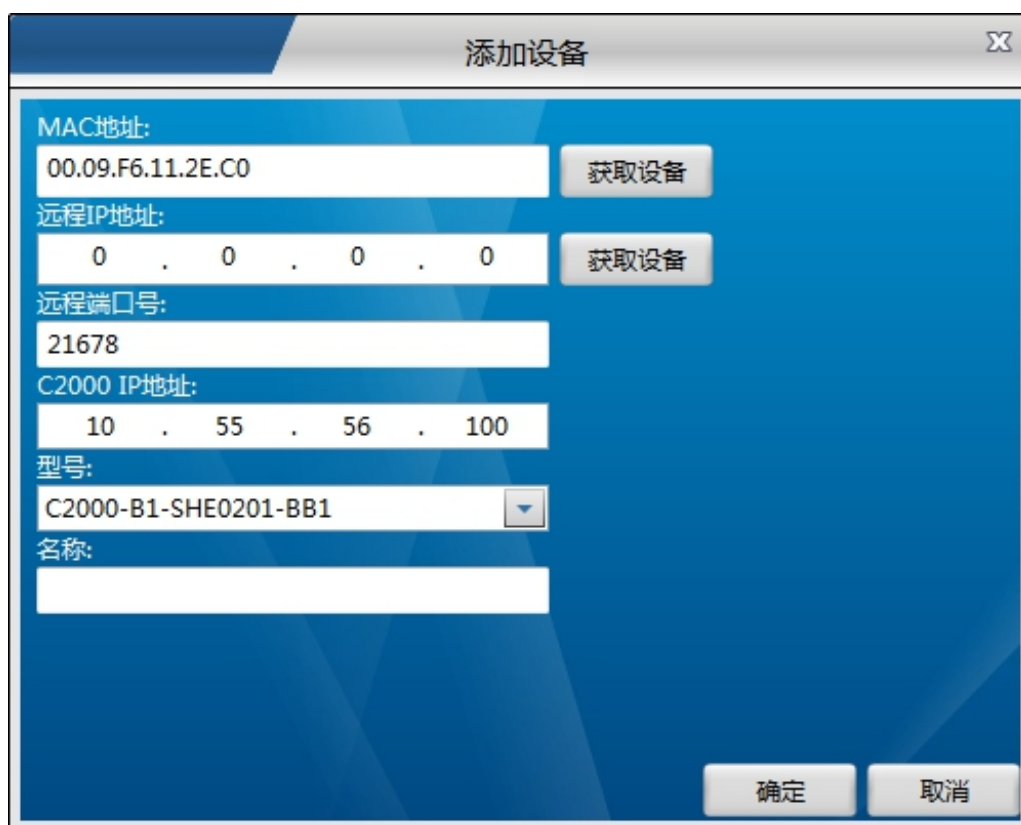 添加设备
MAC地址:
00.09.F6.11.2E.C0
获取设备
远程IP地址:
0 . 0 . 0 . 0
获取设备
远程端口号:
21678
C2000 IP地址:
10 . 55 . 56 . 100
型号:
C2000-B1-SHE0201-BB1
名称:
确定
取消